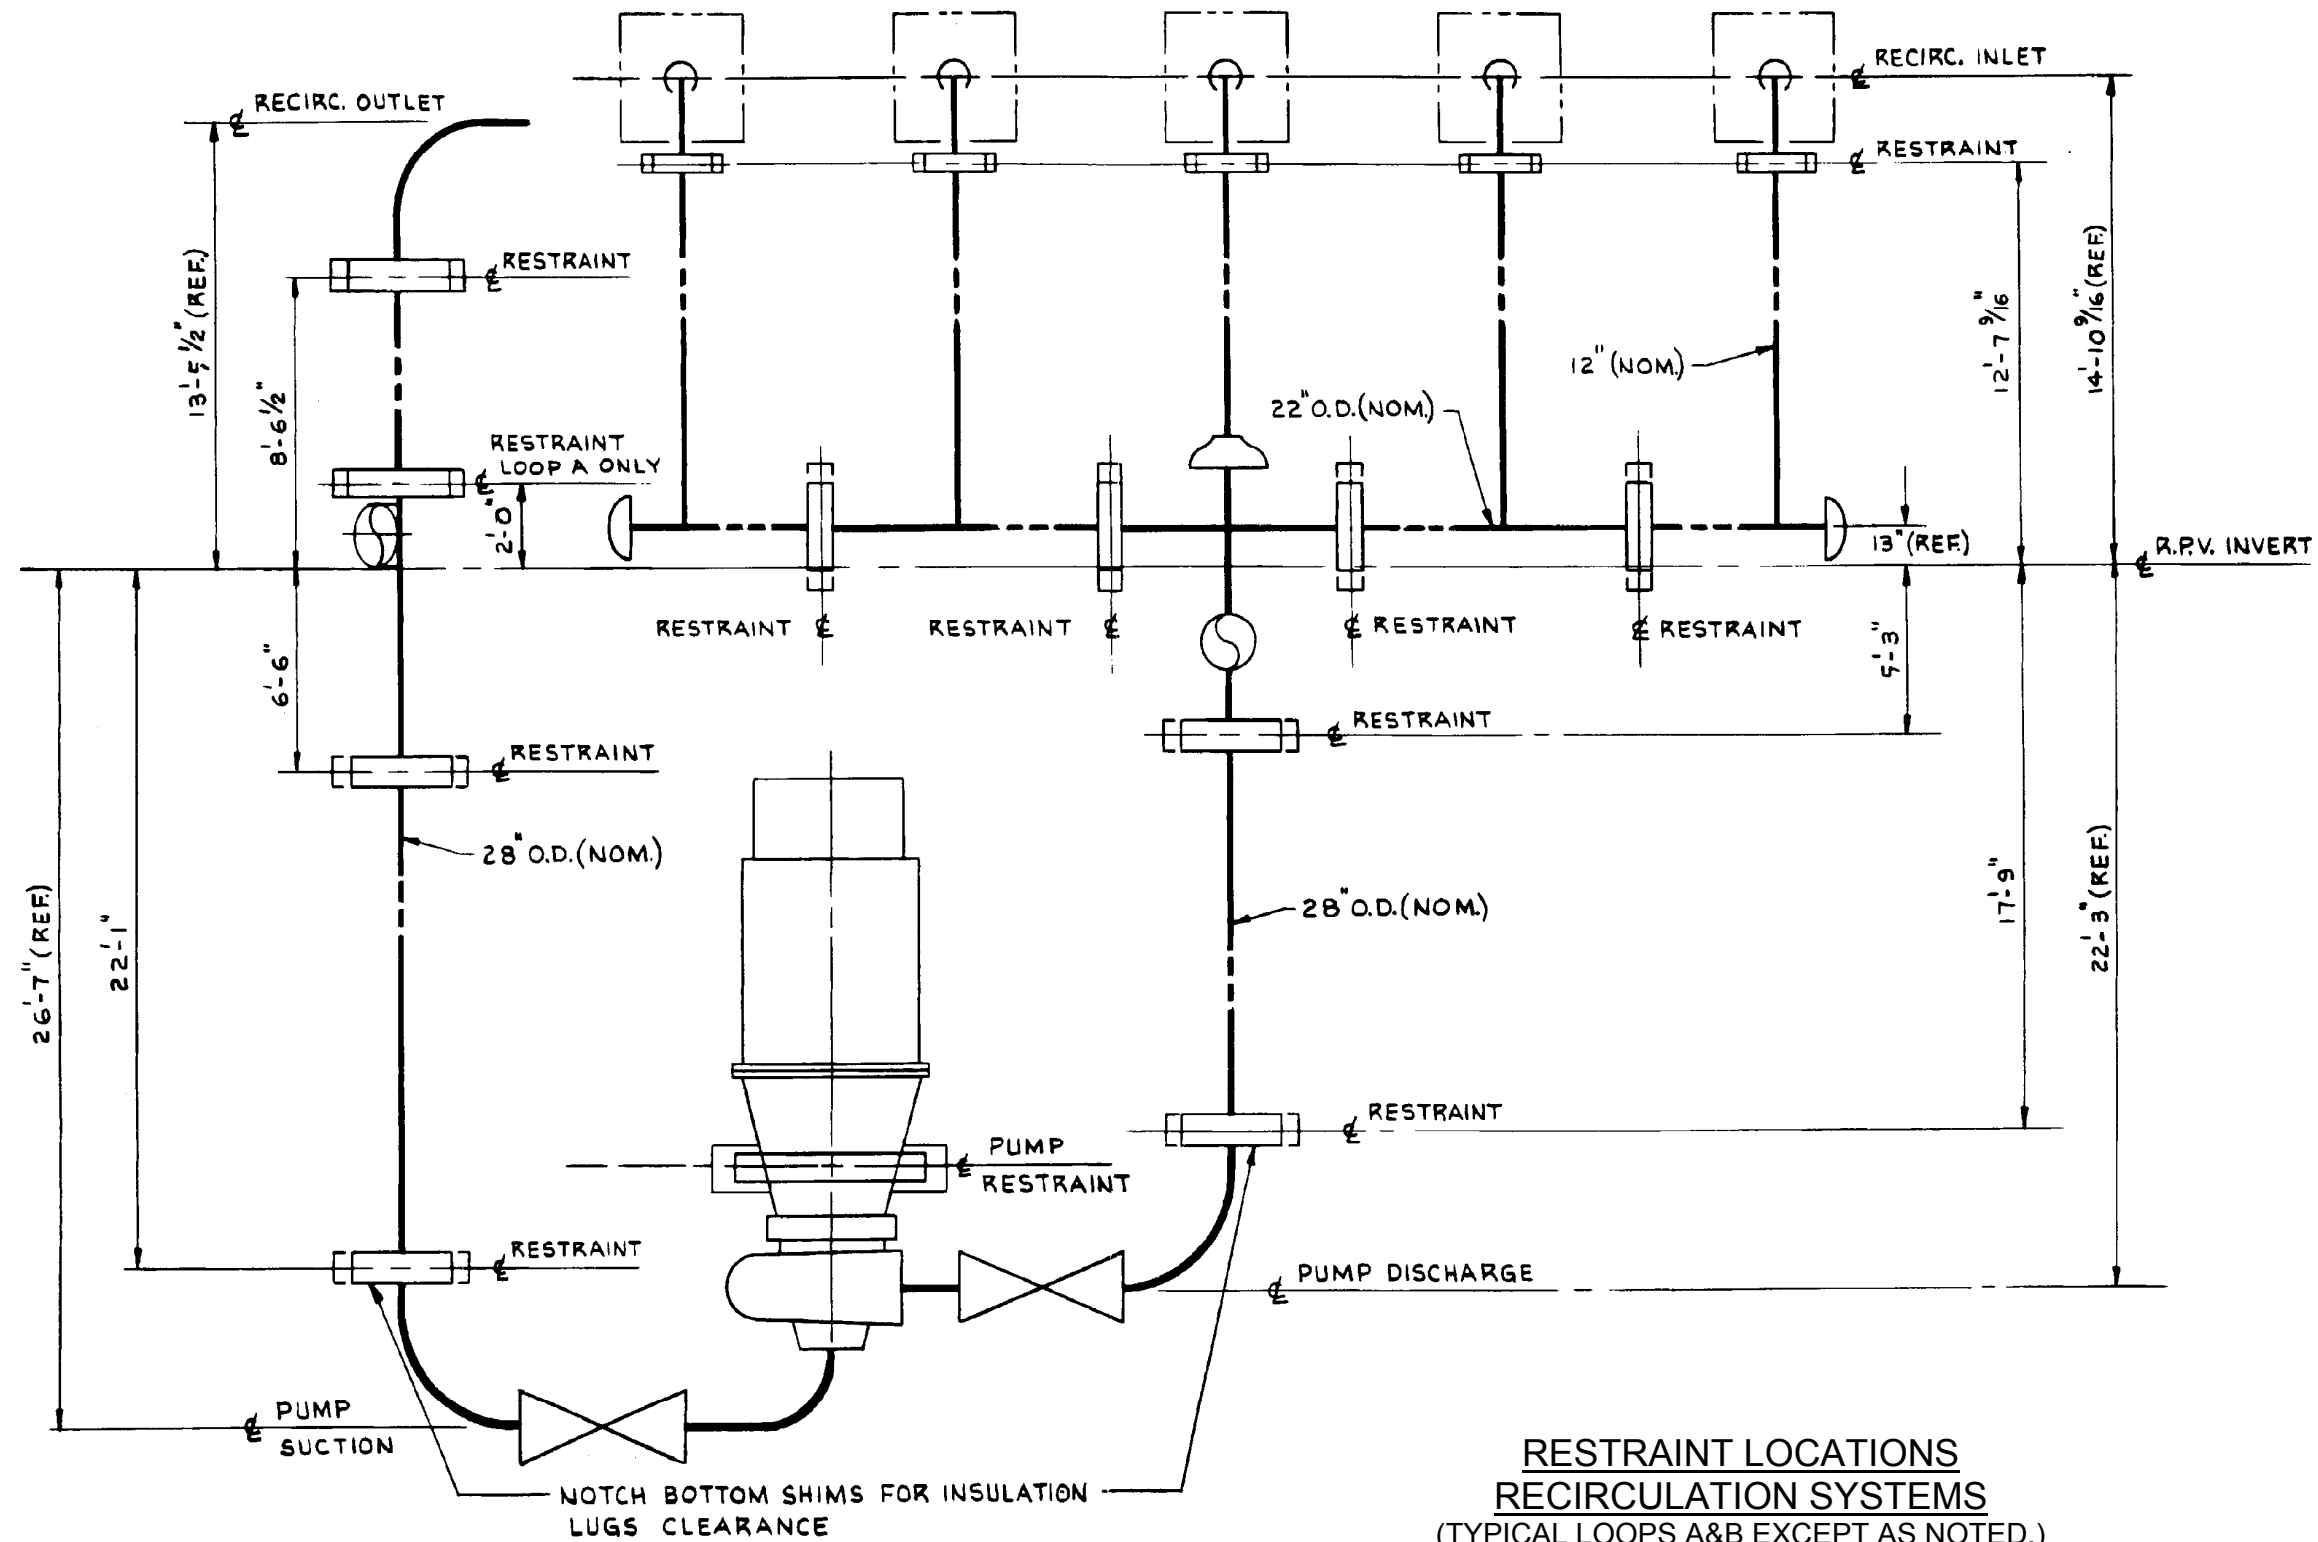 ℄ RECIRC. INLET
℄ RECIRC. OUTLET
℄ RESTRAINT
13'-5 1/2" (REF.)
℄ RESTRAINT
8'-6 1/2"
12'-7 9/16"
14'-10 9/16" (REF.)
12" (NOM.)
22" O.D. (NOM.)
RESTRAINT
℄ LOOP A ONLY
2'-0"
13" (REF.)
℄ R.P.V. INVERT
RESTRAINT ℄
RESTRAINT ℄
℄ RESTRAINT
℄ RESTRAINT
6'-6"
5'-3"
℄ RESTRAINT
℄ RESTRAINT
28" O.D. (NOM.)
28" O.D. (NOM.)
26'-7" (REF.)
22'-1"
17'-9"
22'-3" (REF.)
℄ RESTRAINT
℄ PUMP
RESTRAINT
℄ RESTRAINT
℄ PUMP DISCHARGE
℄ PUMP
SUCTION
NOTCH BOTTOM SHIMS FOR INSULATION
LUGS CLEARANCE
RESTRAINT LOCATIONS
RECIRCULATION SYSTEMS
(TYPICAL LOOPS A&B EXCEPT AS NOTED.)